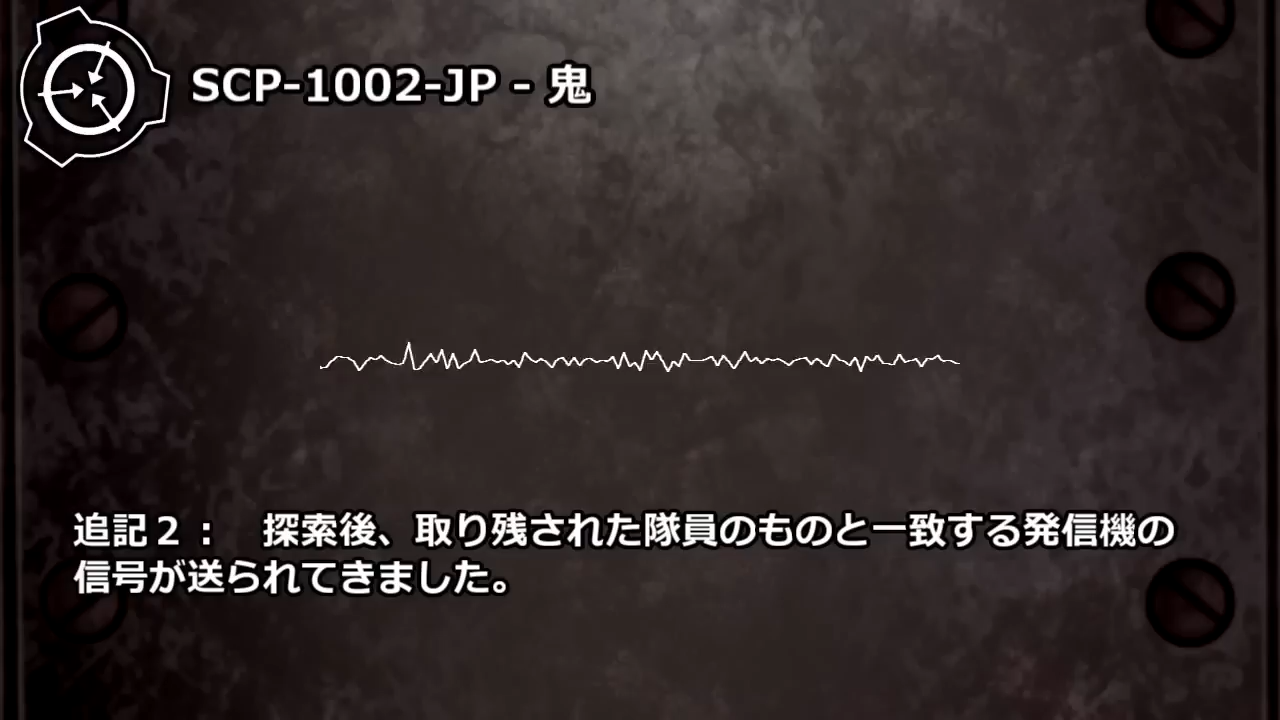 SCP-1002-JP - 鬼
追記２：　探索後、取り残された隊員のものと一致する発信機の
信号が送られてきました。